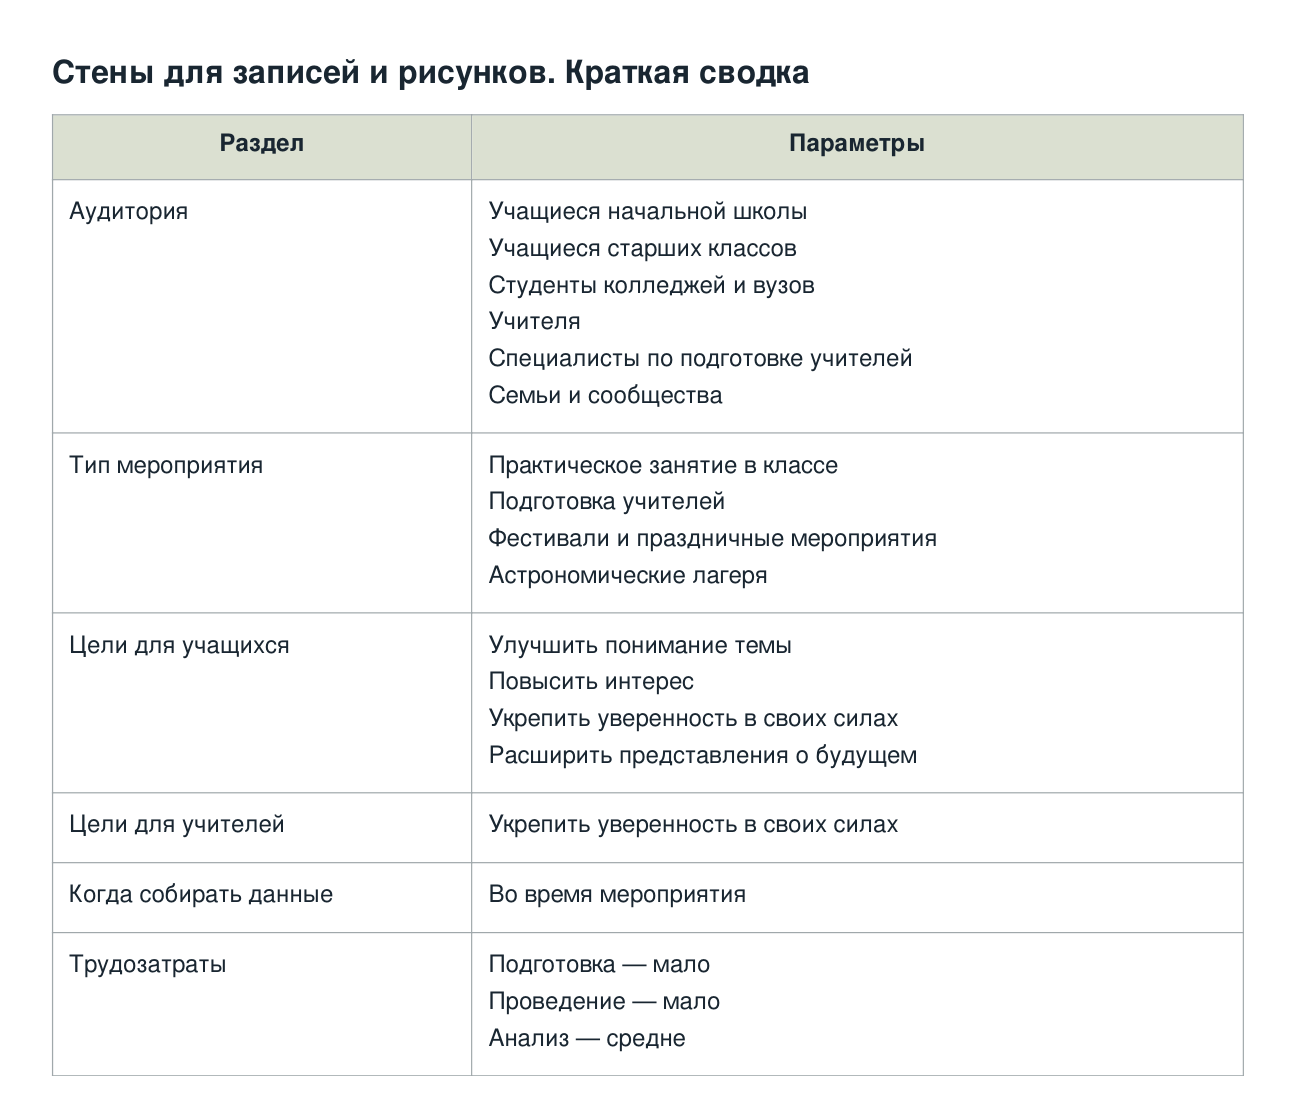 Стены для записей и рисунков. Краткая сводка
Раздел
Параметры
Аудитория
Учащиеся начальной школы
Учащиеся старших классов
Студенты колледжей и вузов
Учителя
Специалисты по подготовке учителей
Семьи и сообщества
Тип мероприятия
Практическое занятие в классе
Подготовка учителей
Фестивали и праздничные мероприятия
Астрономические лагеря
Цели для учащихся
Улучшить понимание темы
Повысить интерес
Укрепить уверенность в своих силах
Расширить представления о будущем
Цели для учителей
Укрепить уверенность в своих силах
Когда собирать данные
Во время мероприятия
Трудозатраты
Подготовка — мало
Проведение — мало
Анализ — средне